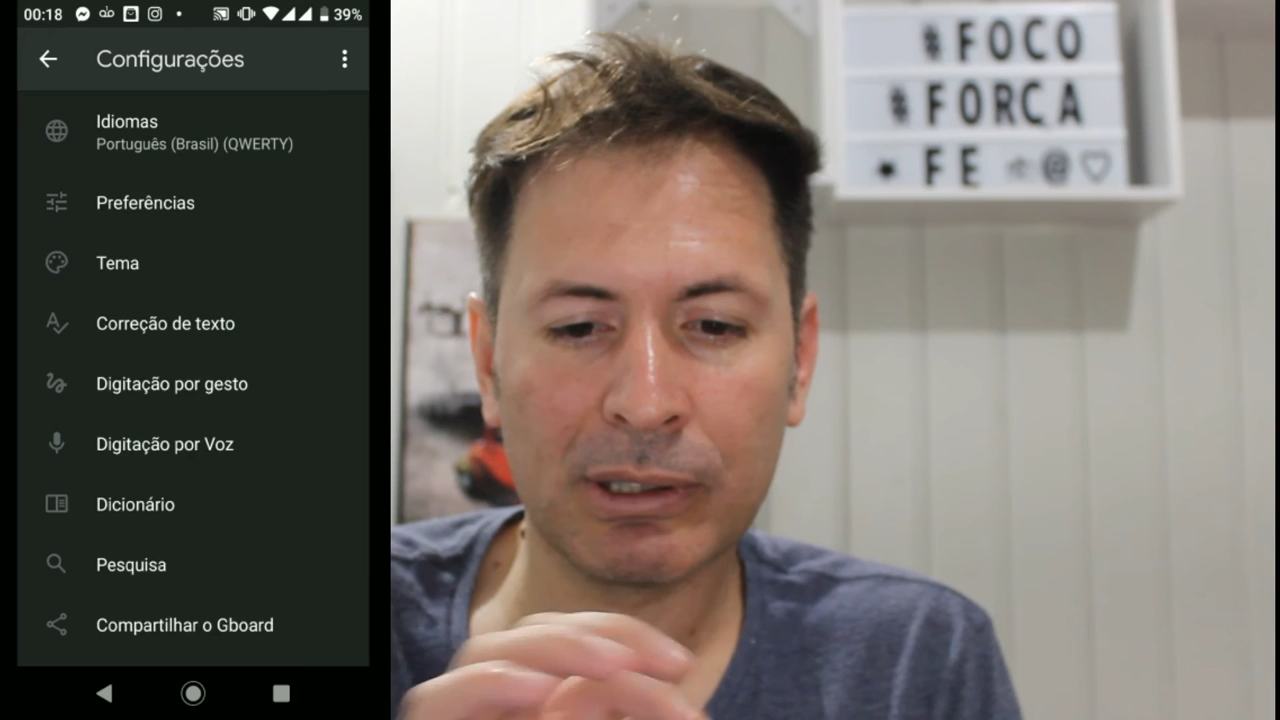 00:18
39%
Configurações
Idiomas
Português (Brasil) (QWERTY)
Preferências
Tema
Correção de texto
Digitação por gesto
Digitação por Voz
Dicionário
Pesquisa
Compartilhar o Gboard
#FOCO
#FORCA
FE @